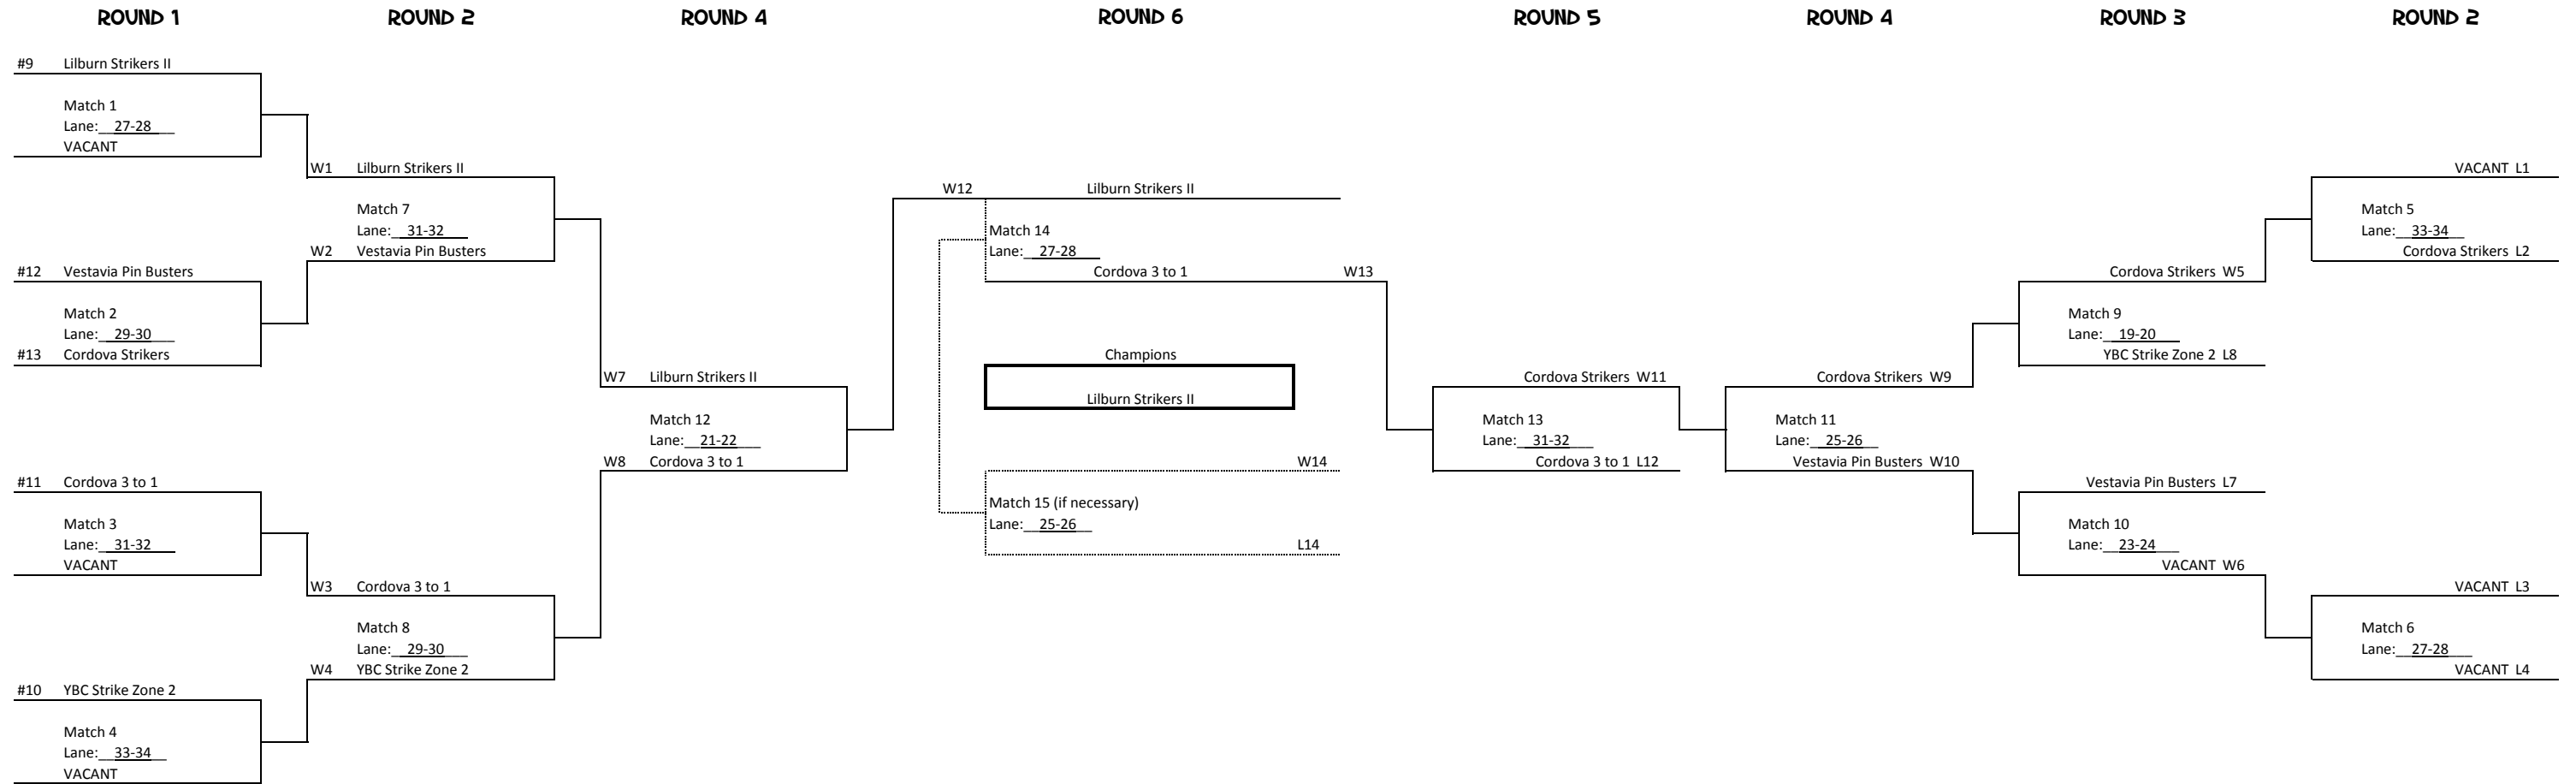 ROUND 1
ROUND 2
ROUND 4
ROUND 6
ROUND 5
ROUND 4
ROUND 3
ROUND 2
#9 Lilburn Strikers II
Match 1
Lane: 27-28
VACANT
#12 Vestavia Pin Busters
Match 2
Lane: 29-30
#13 Cordova Strikers
#11 Cordova 3 to 1
Match 3
Lane: 31-32
VACANT
#10 YBC Strike Zone 2
Match 4
Lane: 33-34
VACANT
W1 Lilburn Strikers II
Match 7
Lane: 31-32
W2 Vestavia Pin Busters
W3 Cordova 3 to 1
Match 8
Lane: 29-30
W4 YBC Strike Zone 2
W7 Lilburn Strikers II
Match 12
Lane: 21-22
W8 Cordova 3 to 1
W12 Lilburn Strikers II
Match 14
Lane: 27-28
Cordova 3 to 1 W13
Champions
Lilburn Strikers II
W14
Match 15 (if necessary)
Lane: 25-26
L14
Cordova Strikers W11
Match 13
Lane: 31-32
Cordova 3 to 1 L12
Cordova Strikers W9
Match 11
Lane: 25-26
Vestavia Pin Busters W10
Cordova Strikers W5
Match 9
Lane: 19-20
YBC Strike Zone 2 L8
Vestavia Pin Busters L7
Match 10
Lane: 23-24
VACANT W6
VACANT L1
Match 5
Lane: 33-34
Cordova Strikers L2
VACANT L3
Match 6
Lane: 27-28
VACANT L4